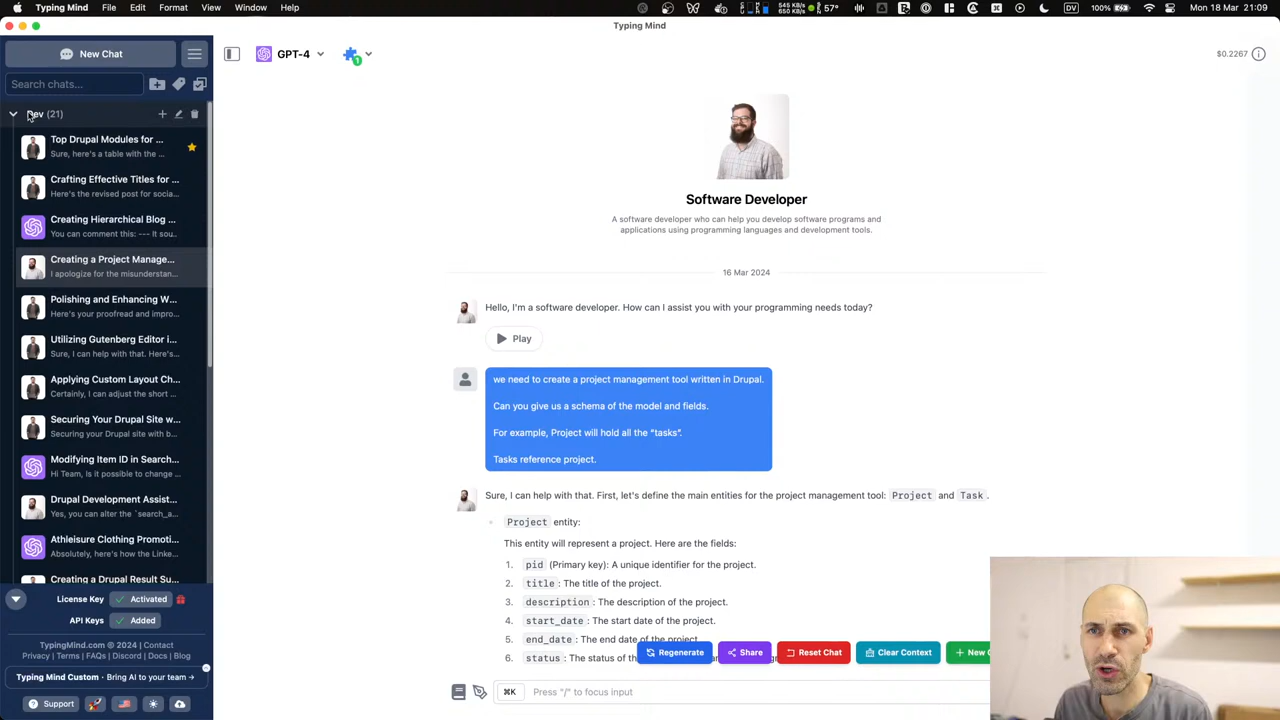 545 KB/s
650 KB/s
57°
DV
100%
Mon 18 Mar 21:09
Typing Mind
New Chat
GPT-4
1
$0.2267
Search chats...
Dev (21)
Top Drupal Modules for ...
Sure, here's a table with the ...
Crafting Effective Titles for ...
Here's the revised post for socia...
Creating Hierarchical Blog ...
You can comment this: --- It sou...
Creating a Project Manage...
I apologize for the misunderstan...
Polishing and Enhancing W...
Here's your proofread and impro...
Utilizing Gutenberg Editor i...
Sure, I can help with that. Here's...
Applying Custom Layout Ch...
Certainly, I can adjust the short ...
Securing Your Drupal Site w...
Securing your Drupal site with b...
Modifying Item ID in Search...
Hi Team, Is it possible to change ...
Drupal Development Assist...
Yes, you can alter the `search_a...
Athleisure Clothing Promoti...
Absolutely, here's how the Linke...
Creating a Drupal Result Su...
License Key
Activated
API Keys
Added
TypingMind.com © 2024 | Contact
Privacy | Terms | FAQs | Discord | Docs | Blog
Typing Mind Custom - Bring AI to your team →
Support
Software Developer
A software developer who can help you develop software programs and
applications using programming languages and development tools.
16 Mar 2024
Hello, I'm a software developer. How can I assist you with your programming needs today?
Play
we need to create a project management tool written in Drupal.
Can you give us a schema of the model and fields.
For example, Project will hold all the “tasks”.
Tasks reference project.
Sure, I can help with that. First, let's define the main entities for the project management tool: Project and Task .
Project entity:
This entity will represent a project. Here are the fields:
1. pid (Primary key): A unique identifier for the project.
2. title : The title of the project.
3. description : The description of the project.
4. start_date : The start date of the project.
5. end_date : The end date of the project.
6. status : The status of th
Regenerate
Share
Reset Chat
Clear Context
New
⌘K
Press "/" to focus input